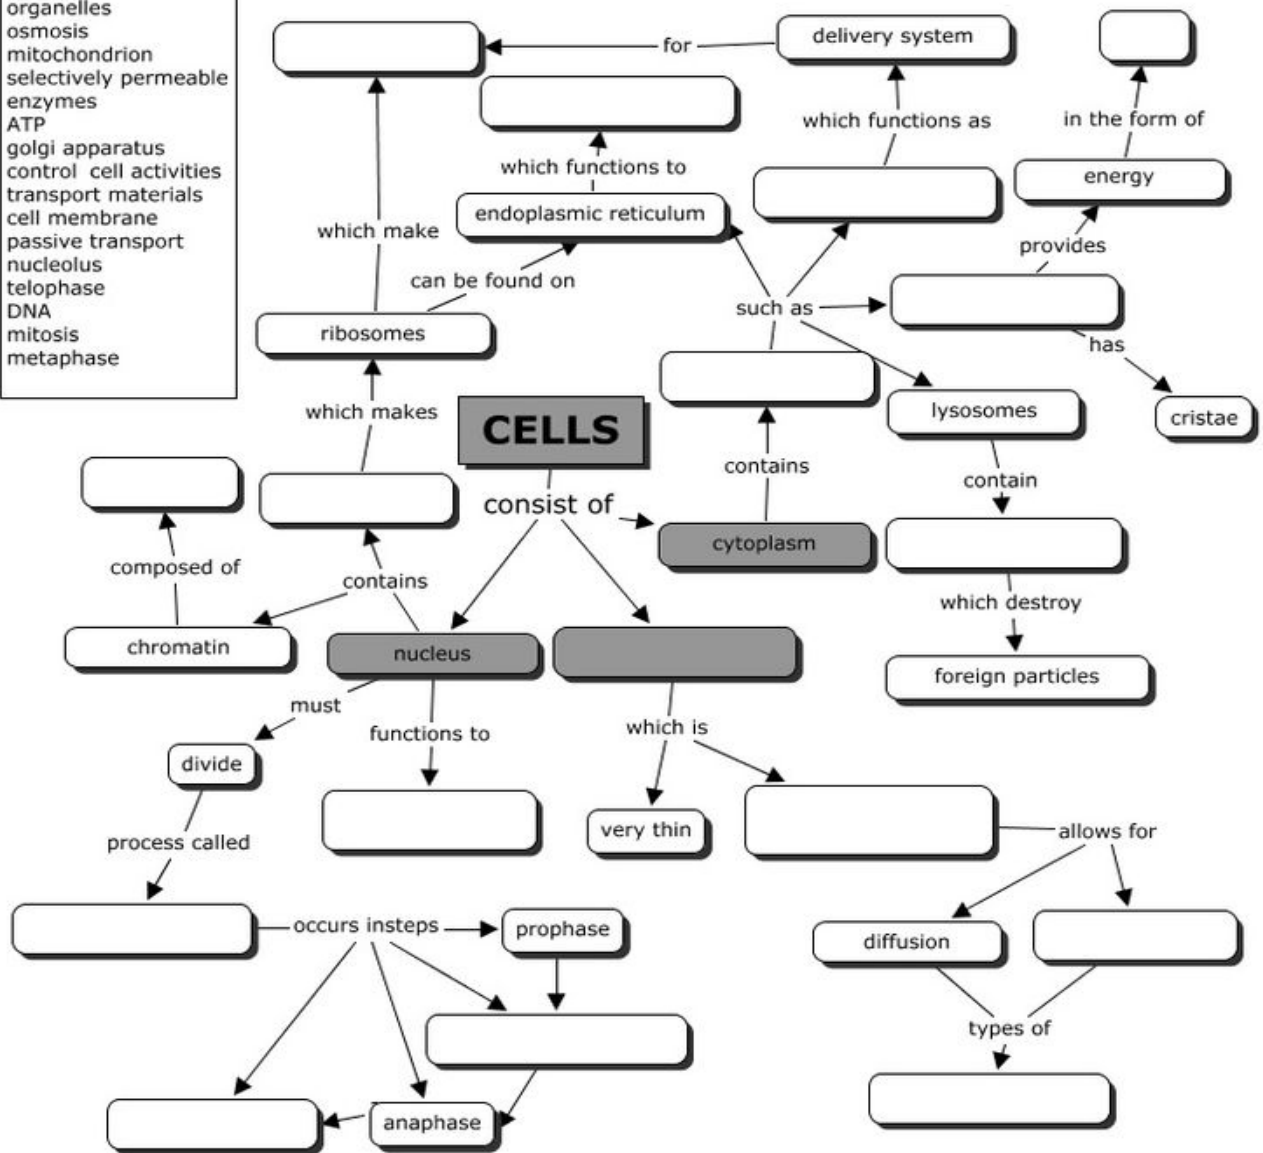 organelles
osmosis
mitochondrion
selectively permeable
enzymes
ATP
golgi apparatus
control cell activities
transport materials
cell membrane
passive transport
nucleolus
telophase
DNA
mitosis
metaphase
for
delivery system
which functions as
in the form of
which functions to
energy
endoplasmic reticulum
which make
provides
can be found on
such as
ribosomes
has
which makes
CELLS
lysosomes
cristae
contains
contain
consist of
cytoplasm
composed of
contains
which destroy
chromatin
nucleus
foreign particles
must
functions to
which is
divide
very thin
allows for
process called
occurs insteps
prophase
diffusion
types of
anaphase